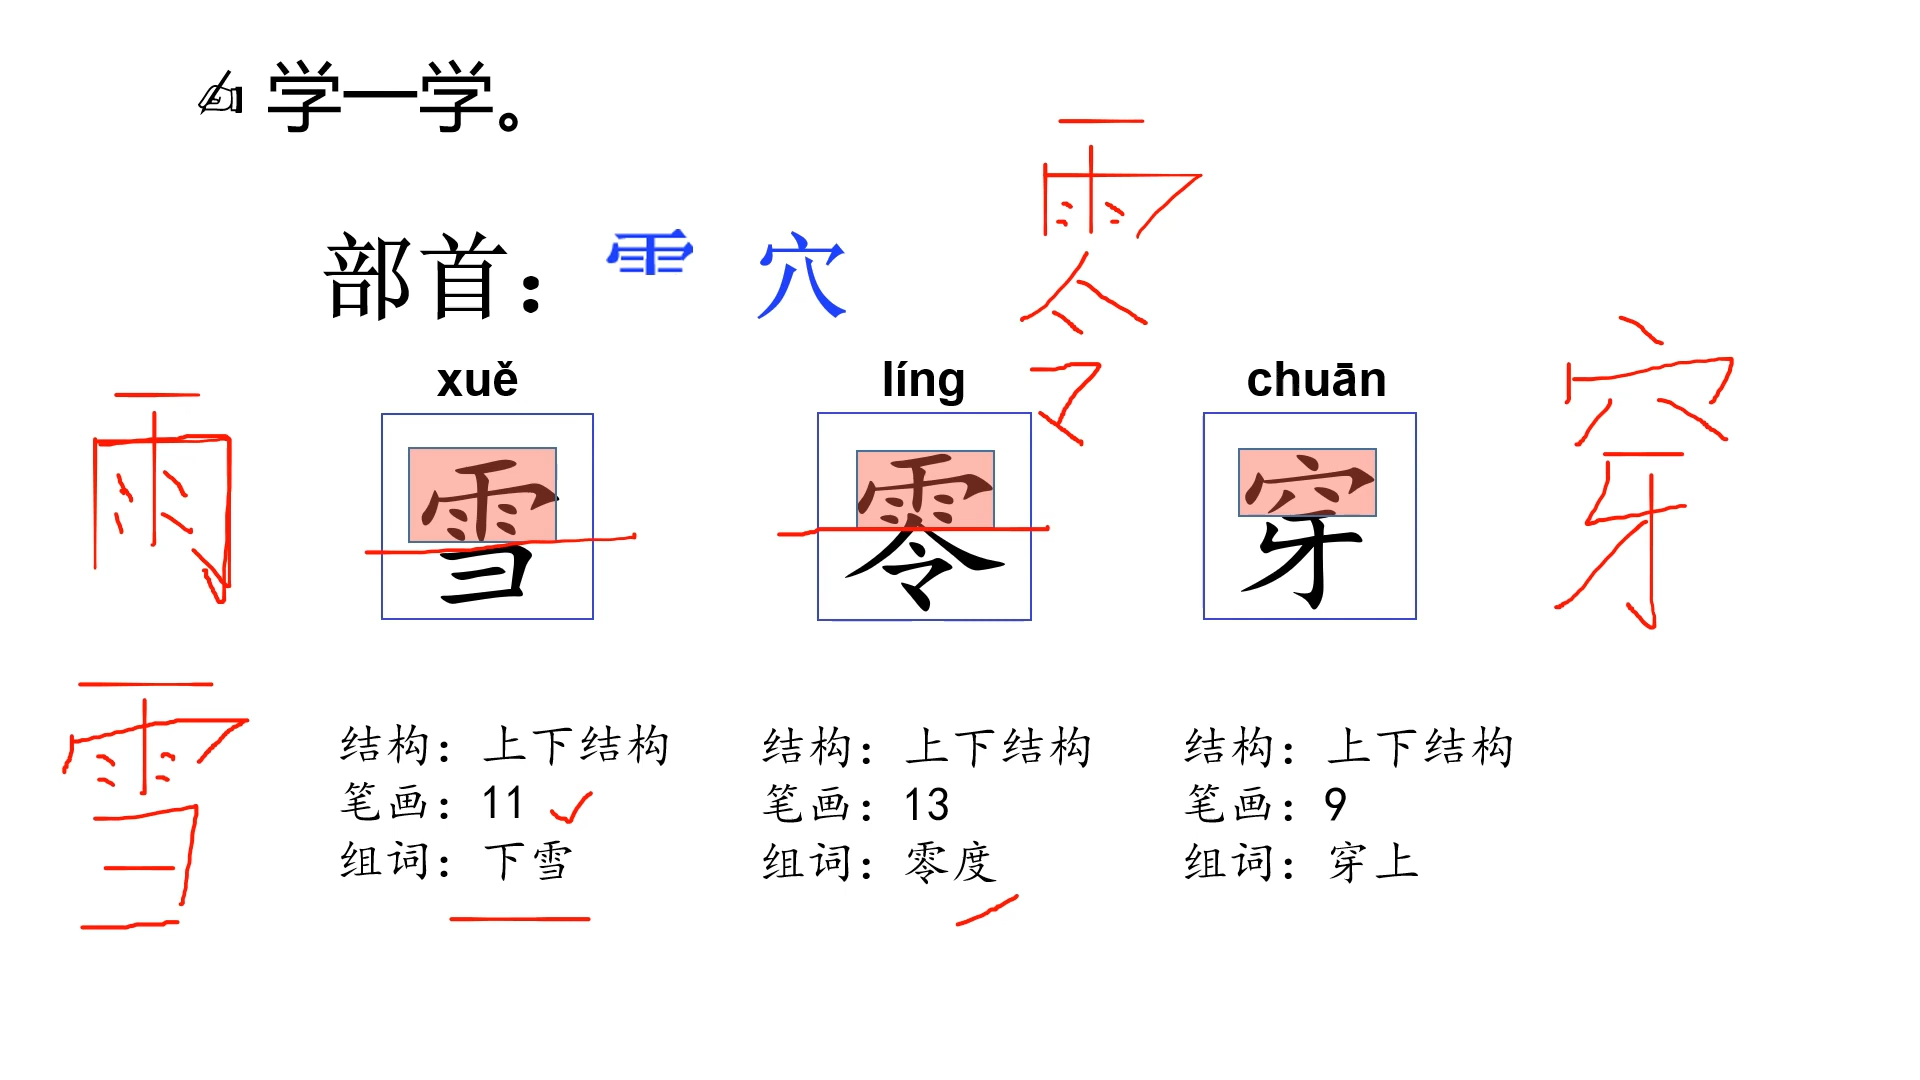 ✍ 学一学。
部首：⻗ 穴
零
xuě líng chuān
雨 雪 零 穿 穿
雪
结构：上下结构 结构：上下结构 结构：上下结构
笔画：11 笔画：13 笔画：9
组词：下雪 组词：零度 组词：穿上